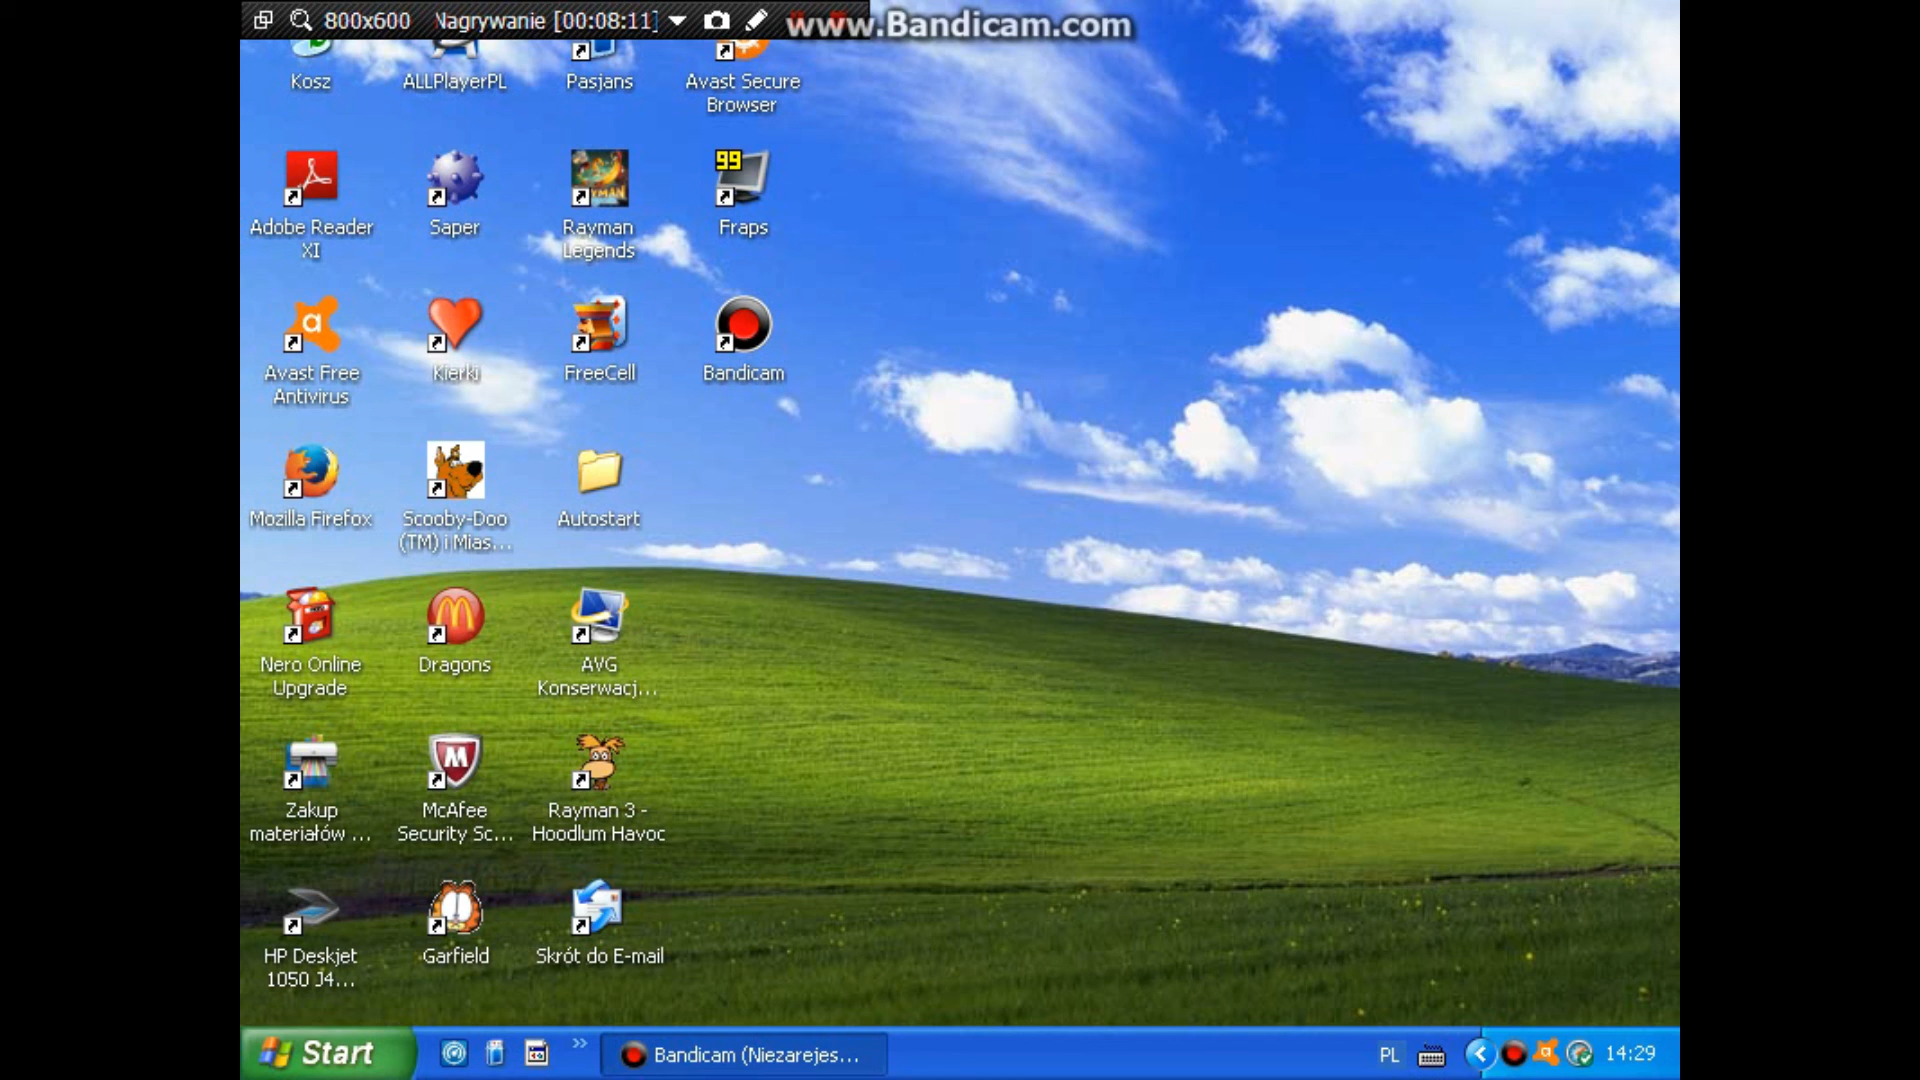 800x600 Nagrywanie [00:08:11]
www.Bandicam.com
Kosz
ALLPlayerPL
Pasjans
Avast Secure
Browser
Adobe Reader
XI
Saper
Rayman
Legends
99
Fraps
Avast Free
Antivirus
Kierki
FreeCell
Bandicam
Mozilla Firefox
Scooby-Doo
(TM) i Mias...
Autostart
Nero Online
Upgrade
Dragons
AVG
Konserwacj...
Zakup
materiałów ...
McAfee
Security Sc...
Rayman 3 -
Hoodlum Havoc
HP Deskjet
1050 J4...
Garfield
Skrót do E-mail
Start
Bandicam (Niezarejes...
PL
14:29